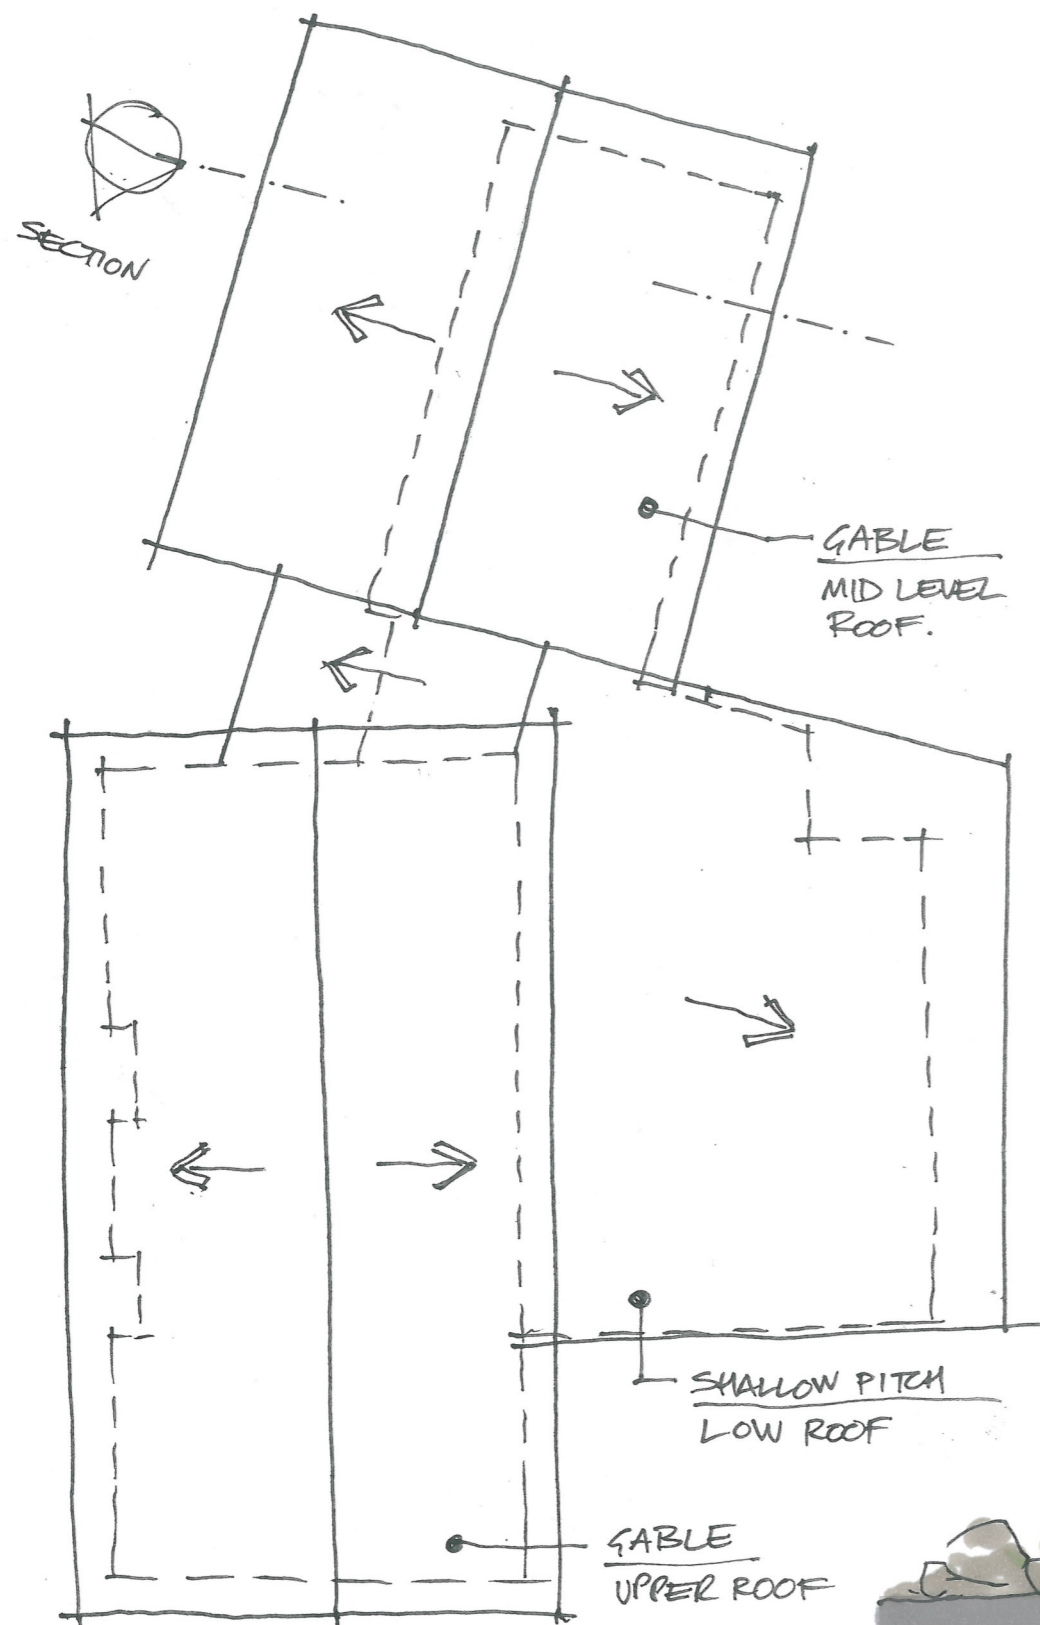 SECTION
GABLE
MID LEVEL
ROOF.
SHALLOW PITCH
LOW ROOF
GABLE
UPPER ROOF